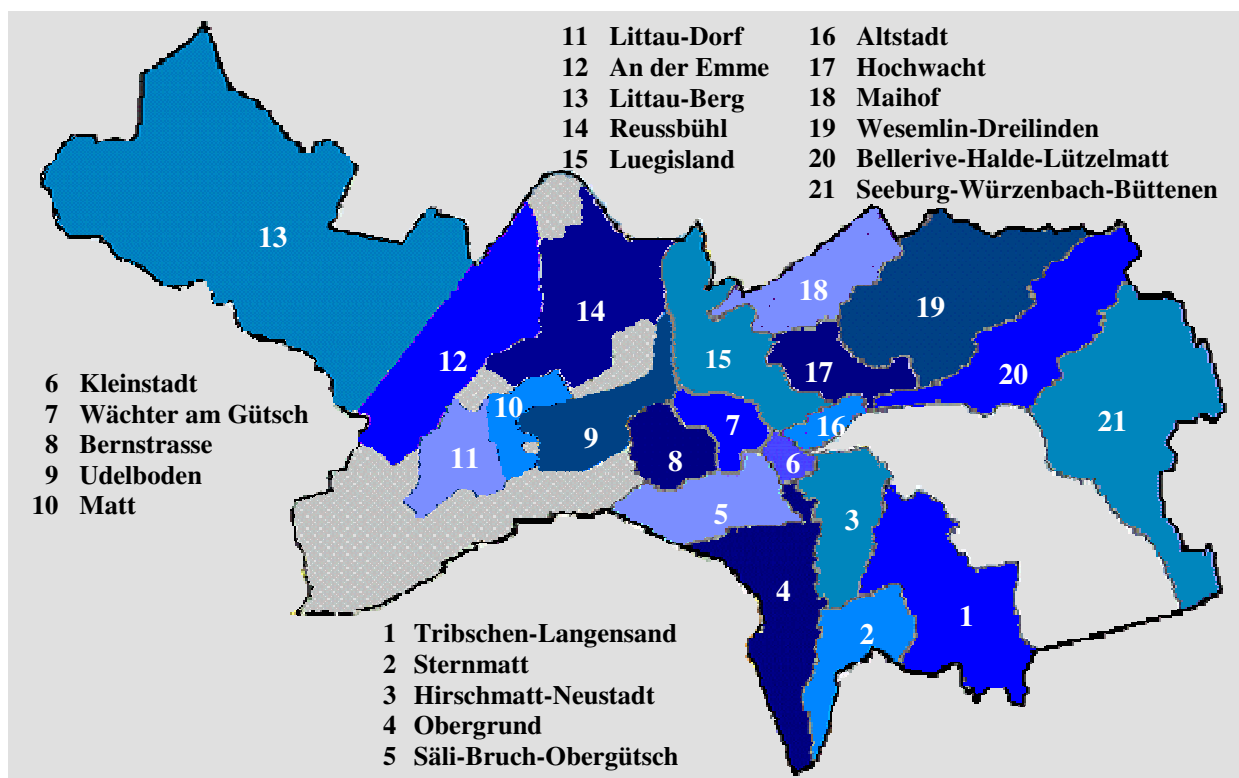 11 Littau-Dorf
12 An der Emme
13 Littau-Berg
14 Reussbühl
15 Luegisland
16 Altstadt
17 Hochwacht
18 Maihof
19 Wesemlin-Dreilinden
20 Bellerive-Halde-Lützelmatt
21 Seeburg-Würzenbach-Büttenen
13
18
14
19
15
12
17
20
10
16
7
21
9
11
8
6
5
3
4
1
2
6 Kleinstadt
7 Wächter am Gütsch
8 Bernstrasse
9 Udelboden
10 Matt
1 Tribschen-Langensand
2 Sternmatt
3 Hirschmatt-Neustadt
4 Obergrund
5 Säli-Bruch-Obergütsch